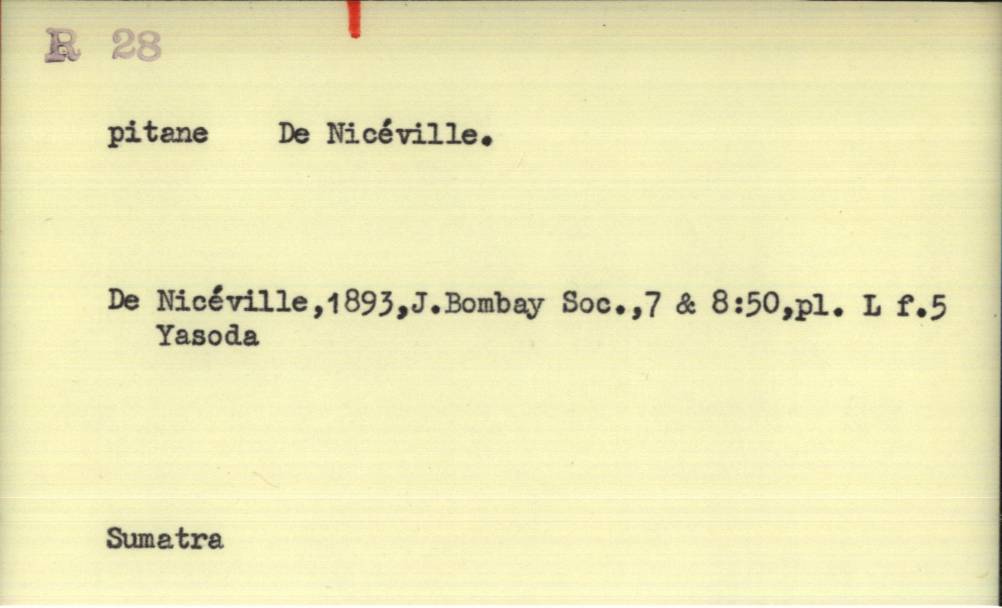 R 28
pitane De Nicéville.
De Nicéville,1893,J.Bombay Soc.,7 & 8:50,pl. L f.5
Yasoda
Sumatra